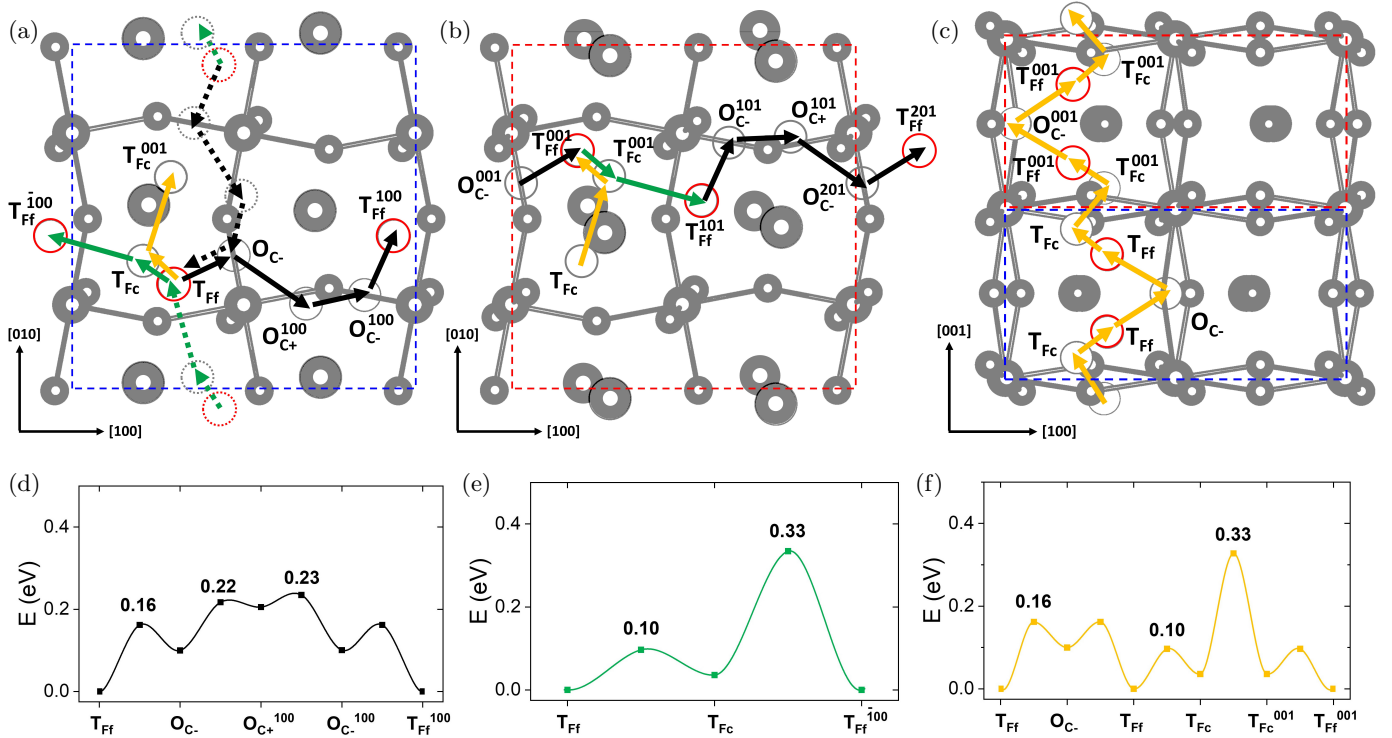 (a)
T_Fc^001
T_Ff^1̄00
T_Ff^100
O_C-
T_Fc
T_Ff
O_C+^100
O_C-^100
[010]
[100]
(b)
O_C-^101
O_C+^101
T_Ff^201
T_Ff^001
T_Fc^001
O_C-^001
O_C-^201
T_Ff^101
T_Fc
[010]
[100]
(c)
T_Fc^001
T_Ff^001
O_C-^001
T_Ff^001
T_Fc^001
T_Fc
T_Ff
O_C-
T_Fc
T_Ff
[001]
[100]
(d)
E (eV)
0.4
0.2
0.0
0.16
0.22
0.23
T_Ff
O_C-
O_C+^100
O_C-^100
T_Ff^100
(e)
E (eV)
0.4
0.2
0.0
0.10
0.33
T_Ff
T_Fc
T_Ff^1̄00
(f)
E (eV)
0.4
0.2
0.0
0.16
0.10
0.33
T_Ff
O_C-
T_Ff
T_Fc
T_Fc^001
T_Ff^001